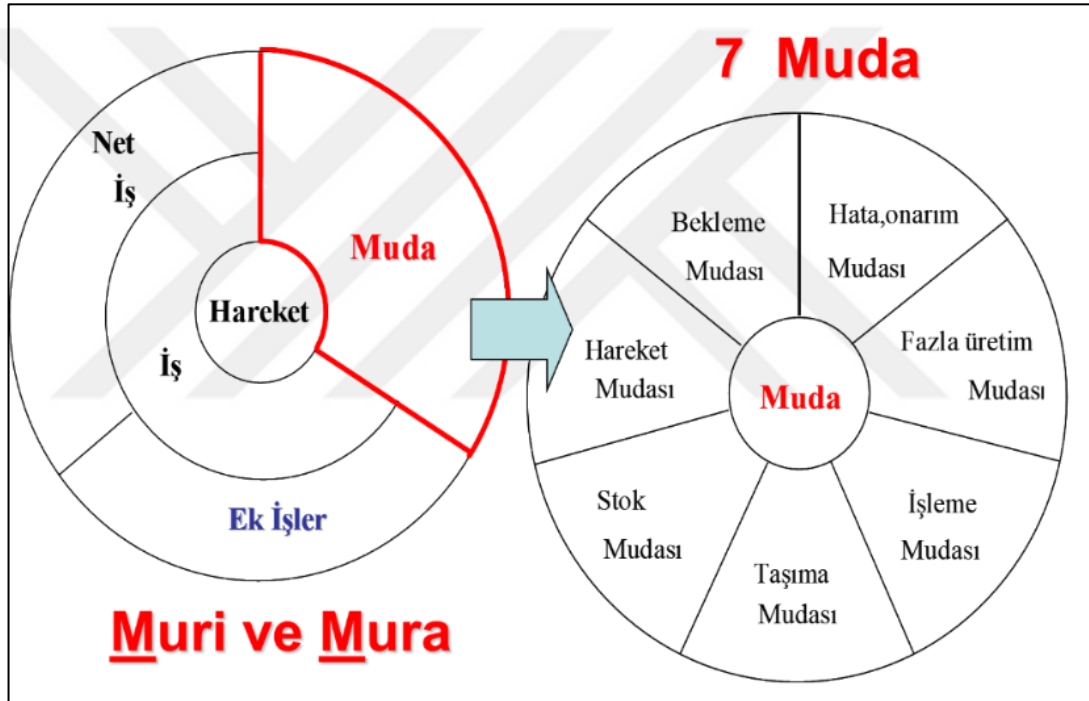 7 Muda
Net
İş
Muda
Hareket
İş
Ek İşler
Muri ve Mura
Bekleme
Mudası
Hata,onarım
Mudası
Fazla üretim
Mudası
İşleme
Mudası
Taşıma
Mudası
Stok
Mudası
Hareket
Mudası
Muda